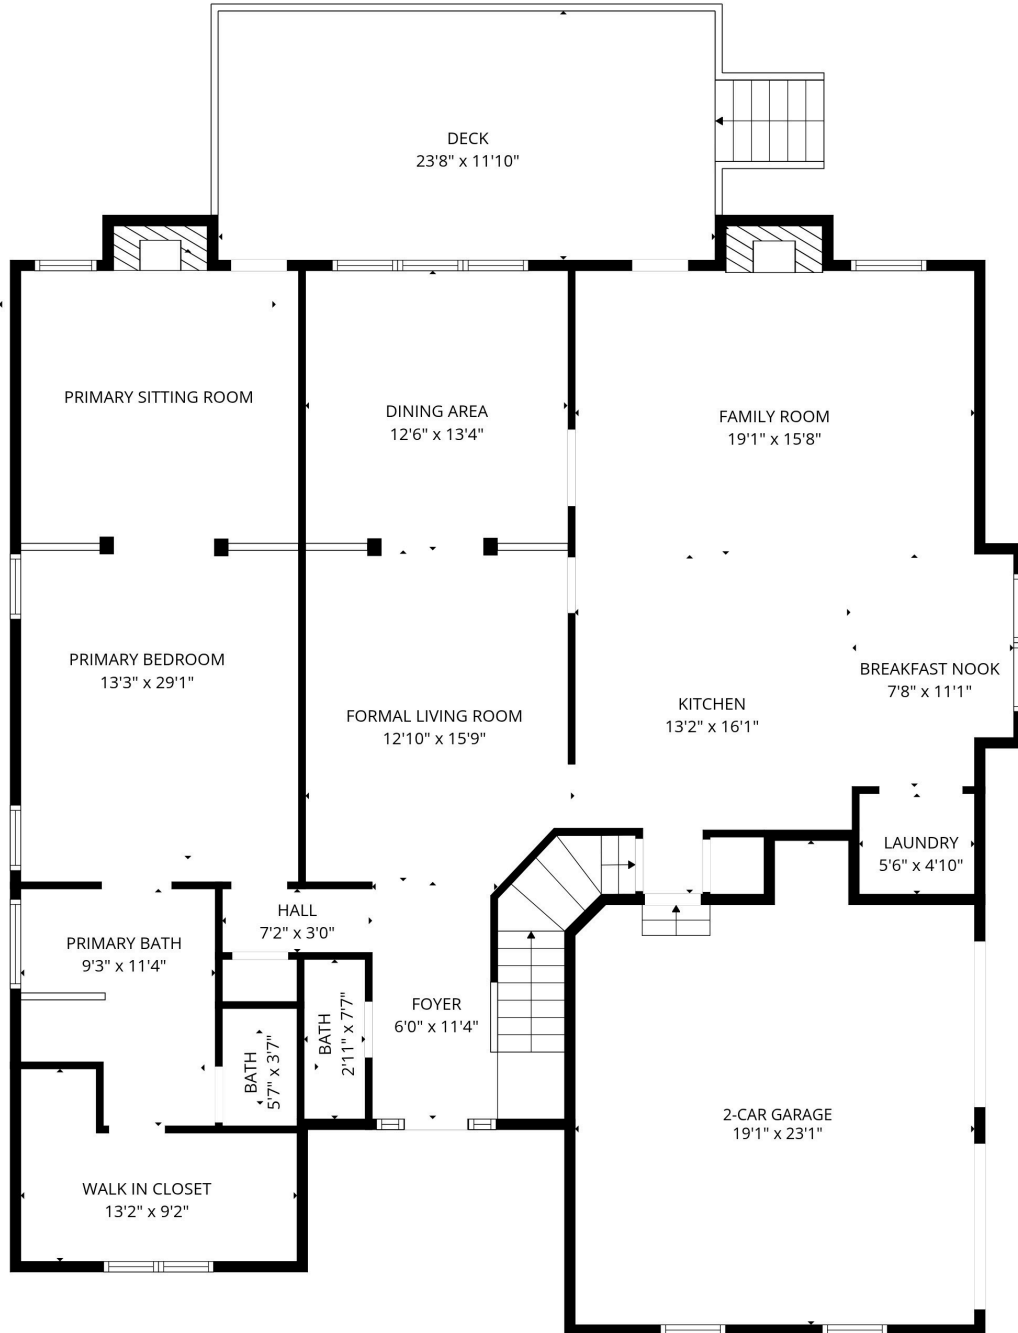 DECK
23'8" x 11'10"
PRIMARY SITTING ROOM
DINING AREA
12'6" x 13'4"
FAMILY ROOM
19'1" x 15'8"
PRIMARY BEDROOM
13'3" x 29'1"
FORMAL LIVING ROOM
12'10" x 15'9"
KITCHEN
13'2" x 16'1"
BREAKFAST NOOK
7'8" x 11'1"
LAUNDRY
5'6" x 4'10"
HALL
7'2" x 3'0"
PRIMARY BATH
9'3" x 11'4"
FOYER
6'0" x 11'4"
BATH
2'11" x 7'7"
BATH
5'7" x 3'7"
2-CAR GARAGE
19'1" x 23'1"
WALK IN CLOSET
13'2" x 9'2"